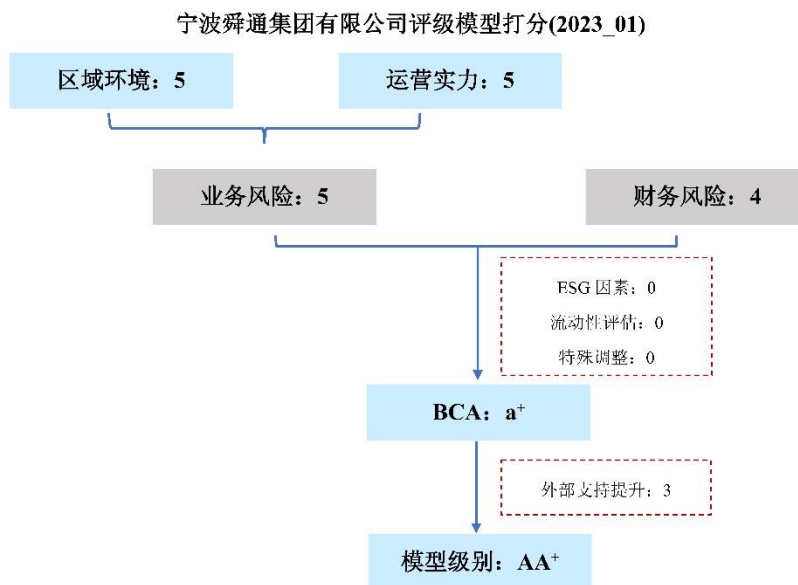 宁波舜通集团有限公司评级模型打分(2023_01)
区域环境：5
运营实力：5
业务风险：5
财务风险：4
ESG 因素：0
流动性评估：0
特殊调整：0
BCA：a⁺
外部支持提升：3
模型级别：AA⁺